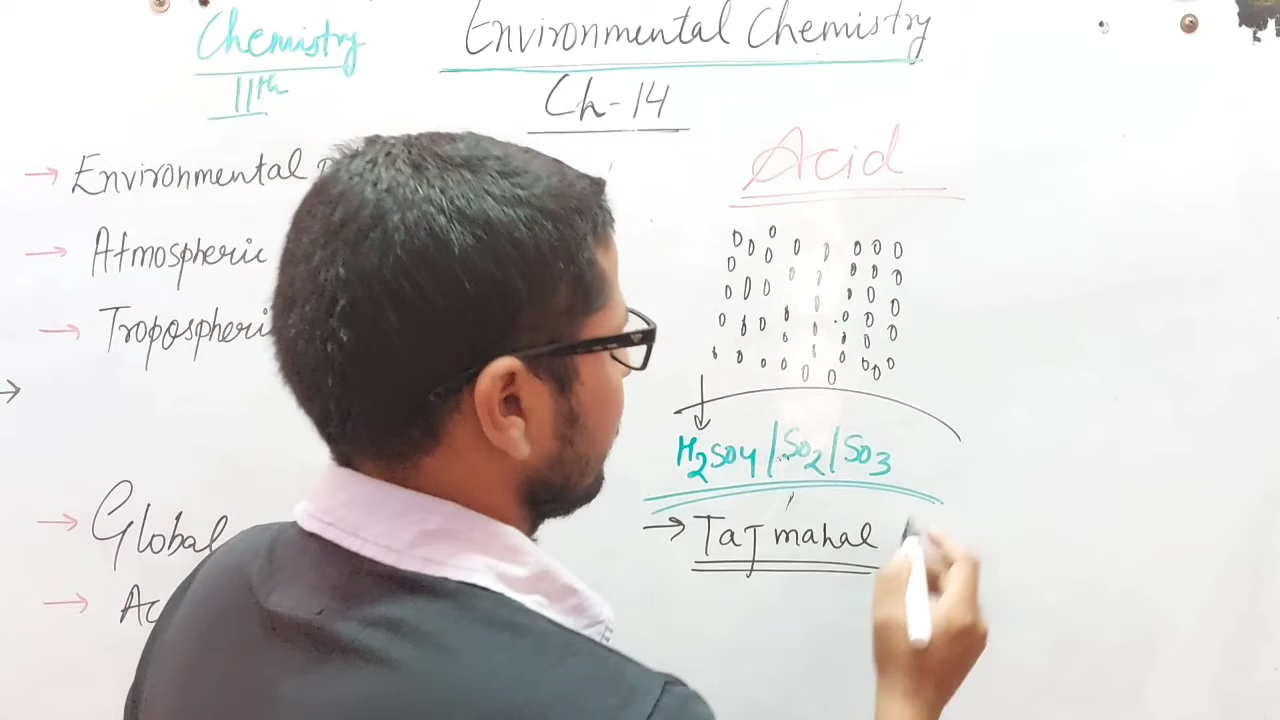 Chemistry
11th
Environmental Chemistry
Ch-14
→ Environmental
→ Atmospheric
→ Tropospheri
→ Global
→ Ac
Acid
H2SO4/SO2/SO3
→ Taj mahal